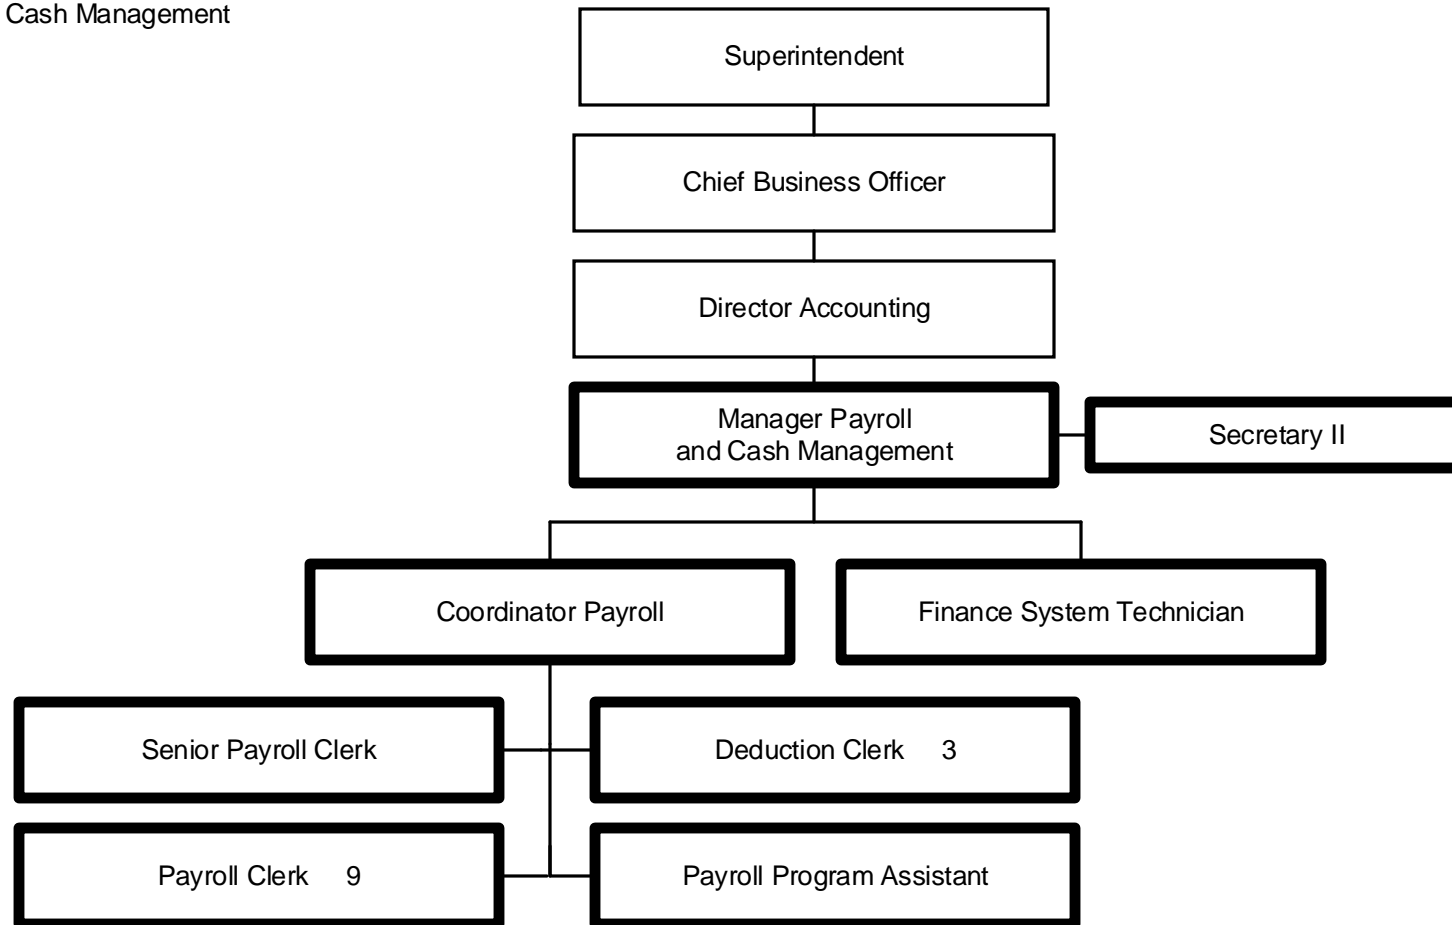 Cash Management
Superintendent
Chief Business Officer
Director Accounting
Manager Payroll
and Cash Management
Secretary II
Coordinator Payroll
Finance System Technician
Senior Payroll Clerk
Deduction Clerk 3
Payroll Clerk 9
Payroll Program Assistant